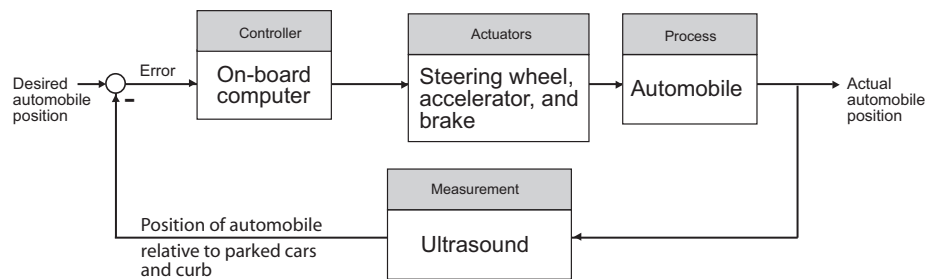 Controller
Actuators
Process
Desired
automobile
position
Error
On-board
computer
Steering wheel,
accelerator, and
brake
Automobile
Actual
automobile
position
-
Measurement
Ultrasound
Position of automobile
relative to parked cars
and curb